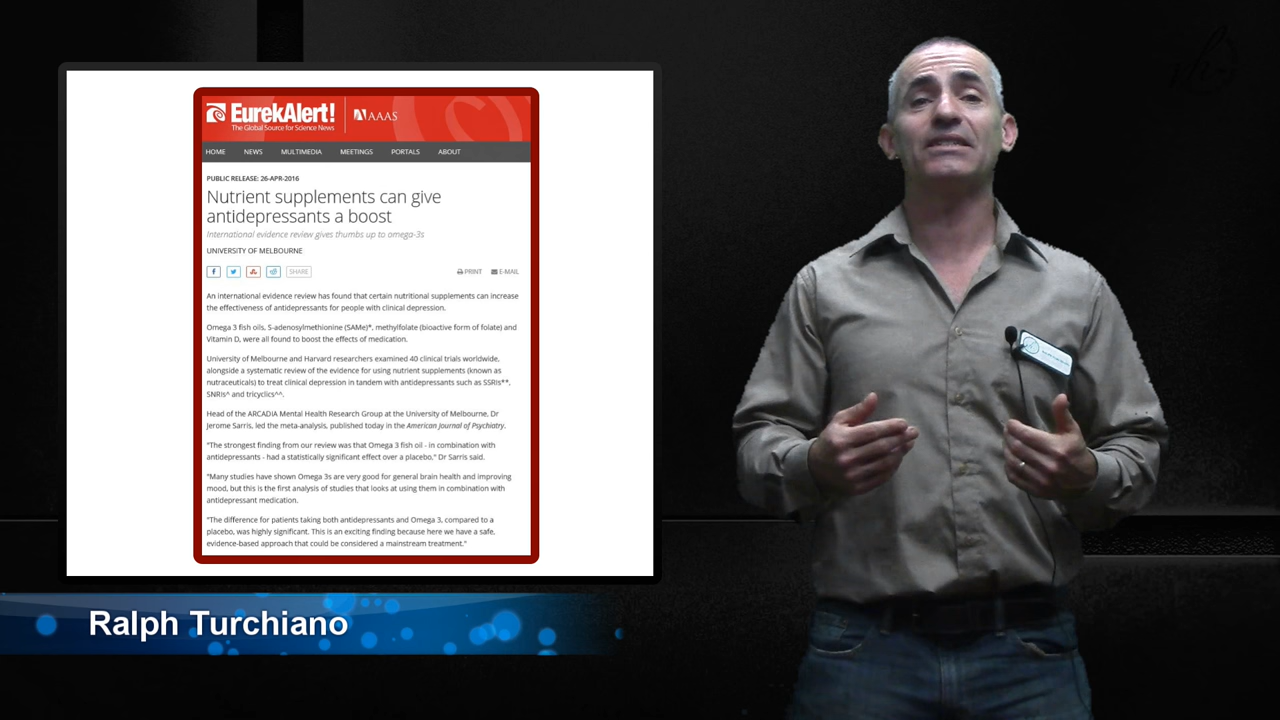 EurekAlert!
The Global Source for Science News
AAAS
HOME NEWS MULTIMEDIA MEETINGS PORTALS ABOUT
PUBLIC RELEASE: 26-APR-2016
Nutrient supplements can give
antidepressants a boost
International evidence review gives thumbs up to omega-3s
UNIVERSITY OF MELBOURNE
SHARE PRINT E-MAIL
An international evidence review has found that certain nutritional supplements can increase
the effectiveness of antidepressants for people with clinical depression.
Omega 3 fish oils, S-adenosylmethionine (SAMe)*, methylfolate (bioactive form of folate) and
Vitamin D, were all found to boost the effects of medication.
University of Melbourne and Harvard researchers examined 40 clinical trials worldwide,
alongside a systematic review of the evidence for using nutrient supplements (known as
nutraceuticals) to treat clinical depression in tandem with antidepressants such as SSRIs**,
SNRIs^ and tricyclics^^.
Head of the ARCADIA Mental Health Research Group at the University of Melbourne, Dr
Jerome Sarris, led the meta-analysis, published today in the American Journal of Psychiatry.
"The strongest finding from our review was that Omega 3 fish oil - in combination with
antidepressants - had a statistically significant effect over a placebo," Dr Sarris said.
"Many studies have shown Omega 3s are very good for general brain health and improving
mood, but this is the first analysis of studies that looks at using them in combination with
antidepressant medication.
"The difference for patients taking both antidepressants and Omega 3, compared to a
placebo, was highly significant. This is an exciting finding because here we have a safe,
evidence-based approach that could be considered a mainstream treatment."
Ralph Turchiano